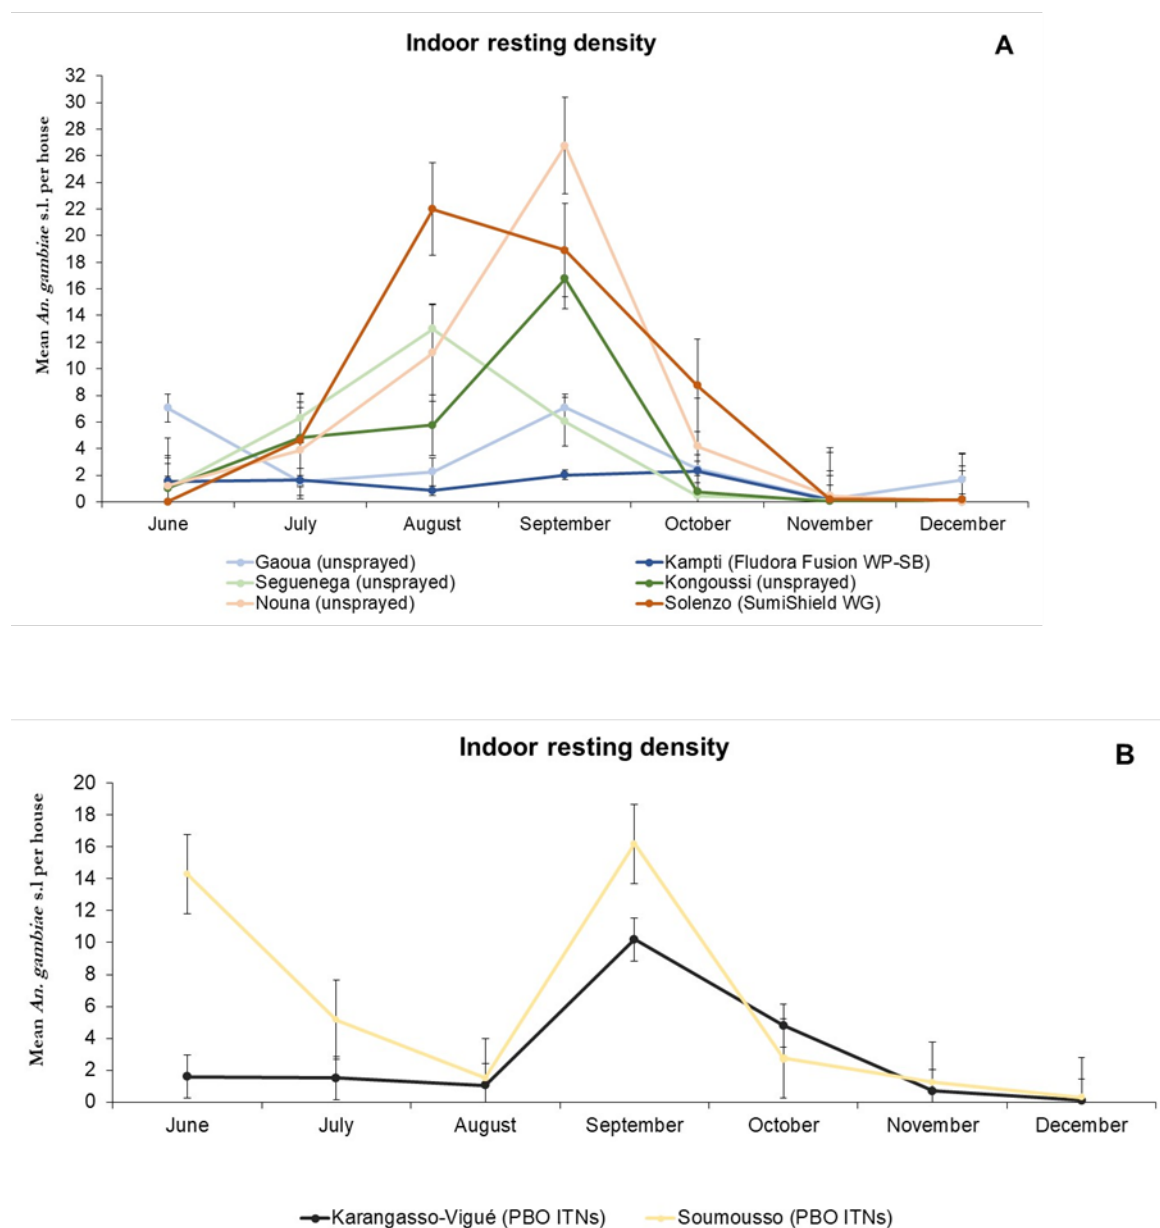 Indoor resting density
A
Mean An. gambiae s.l. per house
32
30
28
26
24
22
20
18
16
14
12
10
8
6
4
2
0
June July August September October November December
Gaoua (unsprayed) Kampti (Fludora Fusion WP-SB)
Seguenega (unsprayed) Kongoussi (unsprayed)
Nouna (unsprayed) Solenzo (SumiShield WG)
Indoor resting density
B
Mean An. gambiae s.l per house
20
18
16
14
12
10
8
6
4
2
0
June July August September October November December
Karangasso-Vigué (PBO ITNs) Soumousso (PBO ITNs)